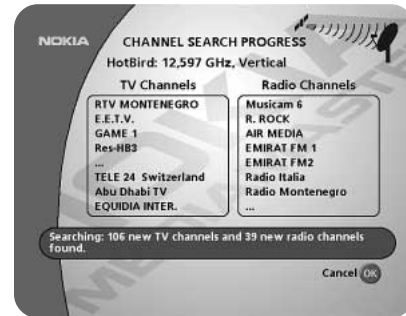 NOKIA
CHANNEL SEARCH PROGRESS
HotBird: 12,597 GHz, Vertical
TV Channels
RTV MONTENEGRO
E.E.T.V.
GAME 1
Res-HB3
...
TELE 24 Switzerland
Abu Dhabi TV
EQUIDIA INTER.
Radio Channels
Musicam 6
R. ROCK
AIR MEDIA
EMIRAT FM 1
EMIRAT FM2
Radio Italia
Radio Montenegro
...
Searching: 106 new TV channels and 39 new radio channels
found.
Cancel OK